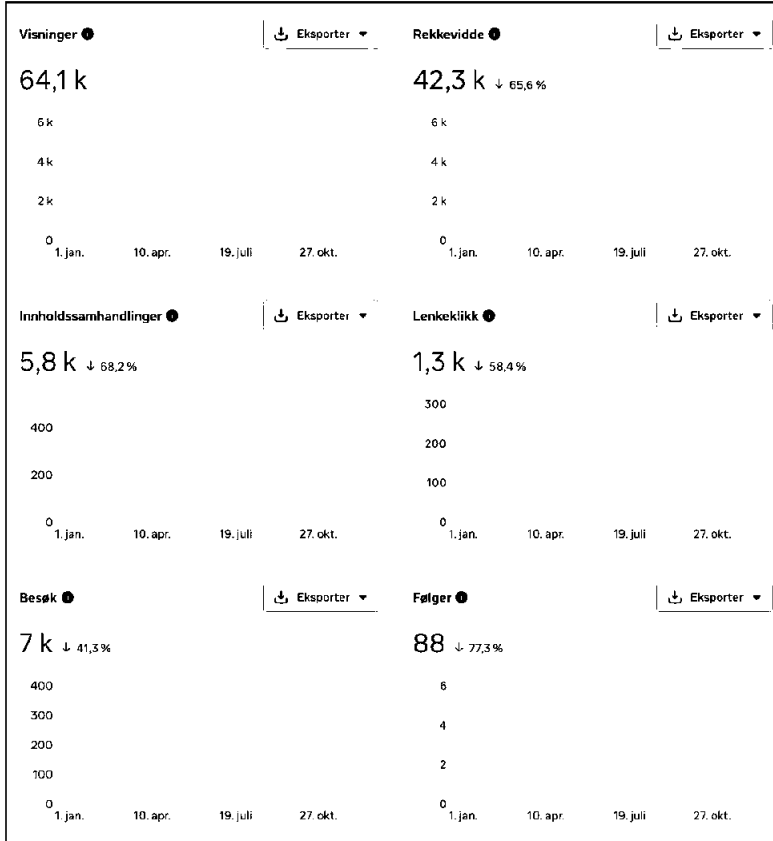 Visninger
Eksporter
64,1 k
6 k
4 k
2 k
0
1. jan.
10. apr.
19. juli
27. okt.
Rekkevidde
Eksporter
42,3 k ↓ 65,6 %
6 k
4 k
2 k
0
1. jan.
10. apr.
19. juli
27. okt.
Innholdssamhandlinger
Eksporter
5,8 k ↓ 68,2 %
400
200
0
1. jan.
10. apr.
19. juli
27. okt.
Lenkeklikk
Eksporter
1,3 k ↓ 58,4 %
300
200
100
0
1. jan.
10. apr.
19. juli
27. okt.
Besøk
Eksporter
7 k ↓ 41,3 %
400
300
200
100
0
1. jan.
10. apr.
19. juli
27. okt.
Følger
Eksporter
88 ↓ 77,3 %
6
4
2
0
1. jan.
10. apr.
19. juli
27. okt.